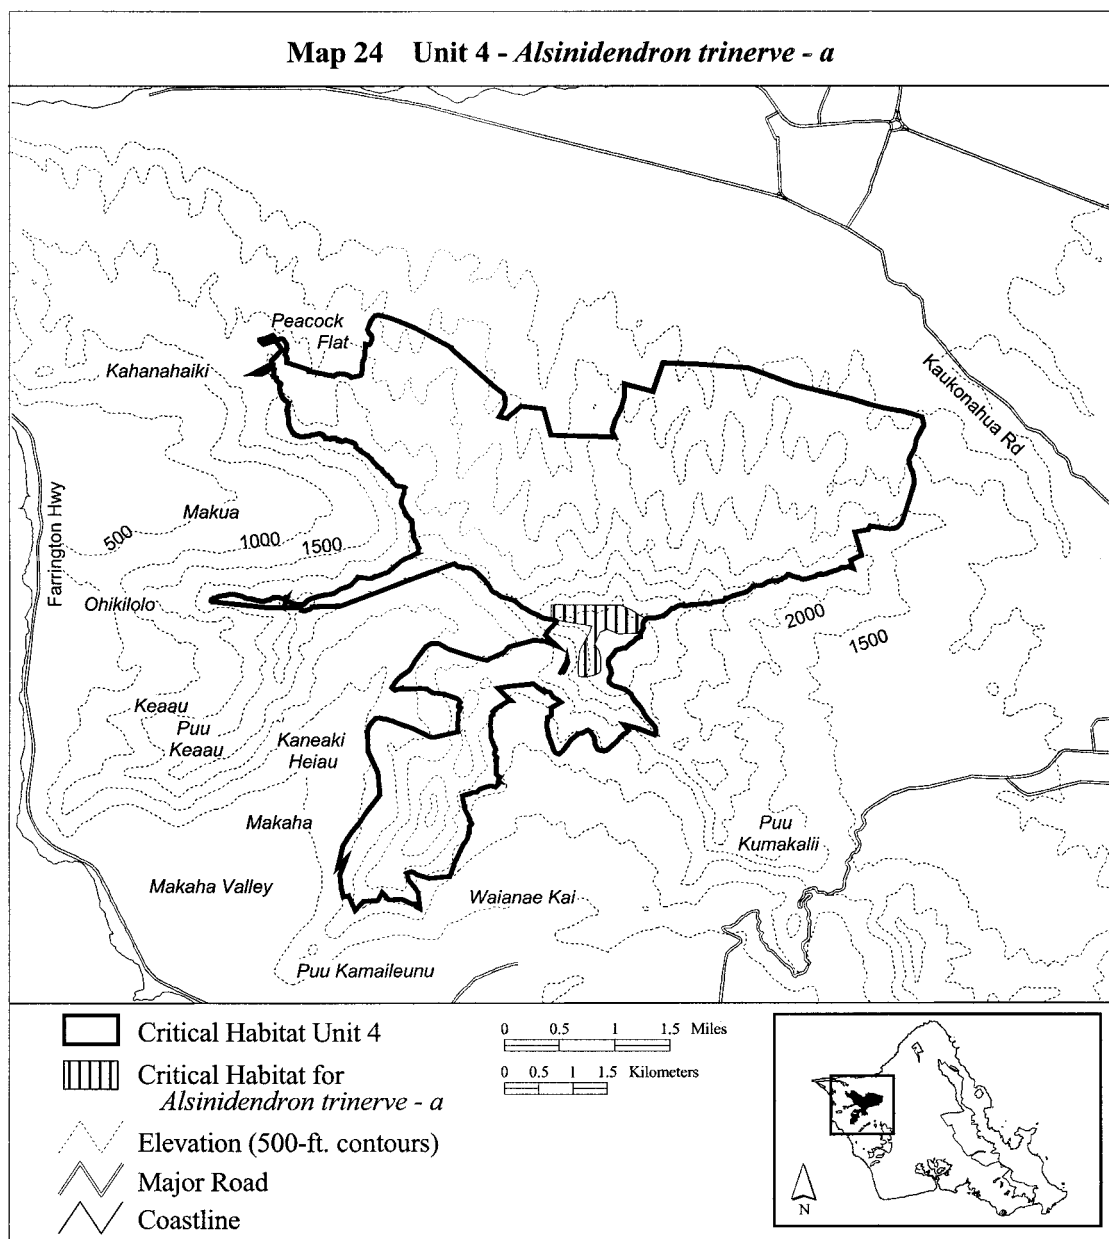 Map 24 Unit 4 - Alsinidendron trinerve - a
Peacock
Flat
Kahanahaiki
Kaukonahua Rd
Farrington Hwy
Makua
500
1000
1500
Ohikilolo
2000
1500
Keaau
Puu
Keaau
Kaneaki
Heiau
Makaha
Puu
Kumakalii
Makaha Valley
Waianae Kai
Puu Kamaileunu
Critical Habitat Unit 4
Critical Habitat for
Alsinidendron trinerve - a
Elevation (500-ft. contours)
Major Road
Coastline
0 0.5 1 1.5 Miles
0 0.5 1 1.5 Kilometers
N